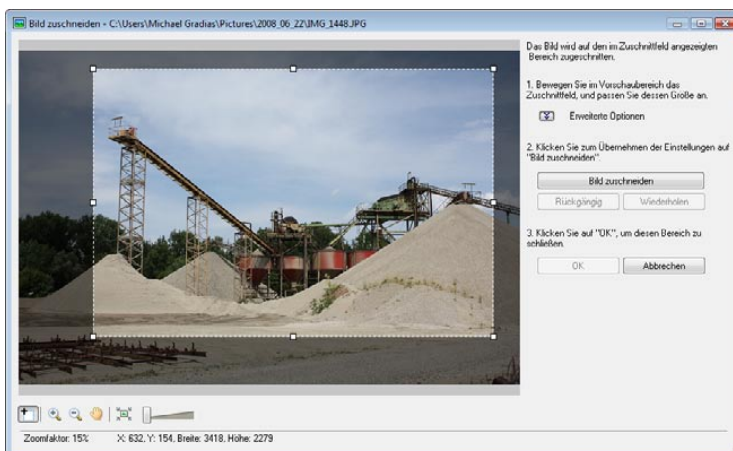 Bild zuschneiden - C:\Users\Michael Gradias\Pictures\2008_06_22\IMG_1448.JPG
Das Bild wird auf den im Zuschnittfeld angezeigten
Bereich zugeschnitten.
1. Bewegen Sie im Vorschaubereich das
Zuschnittfeld, und passen Sie dessen Größe an.
Erweiterte Optionen
2. Klicken Sie zum Übernehmen der Einstellungen auf
"Bild zuschneiden".
Bild zuschneiden
Rückgängig Wiederholen
3. Klicken Sie auf "OK", um diesen Bereich zu
schließen.
OK Abbrechen
Zoomfaktor: 15% X: 632, Y: 154, Breite: 3418, Höhe: 2279